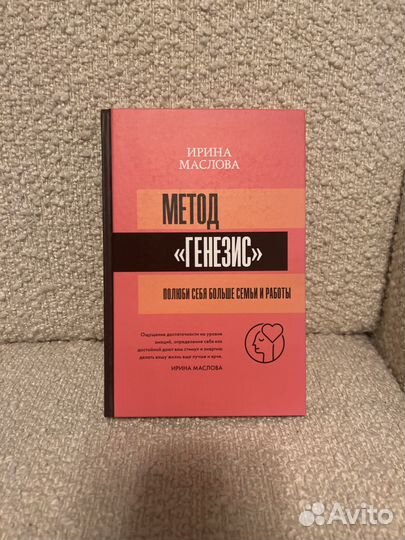 ИРИНА
МАСЛОВА
МЕТОД
«ГЕНЕЗИС»
ПОЛЮБИ СЕБЯ БОЛЬШЕ СЕМЬИ И РАБОТЫ
Ощущение достаточности на уровне
эмоций, определение себя как
достойной дают вам стимул и энергию
делать вашу жизнь еще лучше и ярче.
ИРИНА МАСЛОВА
Avito